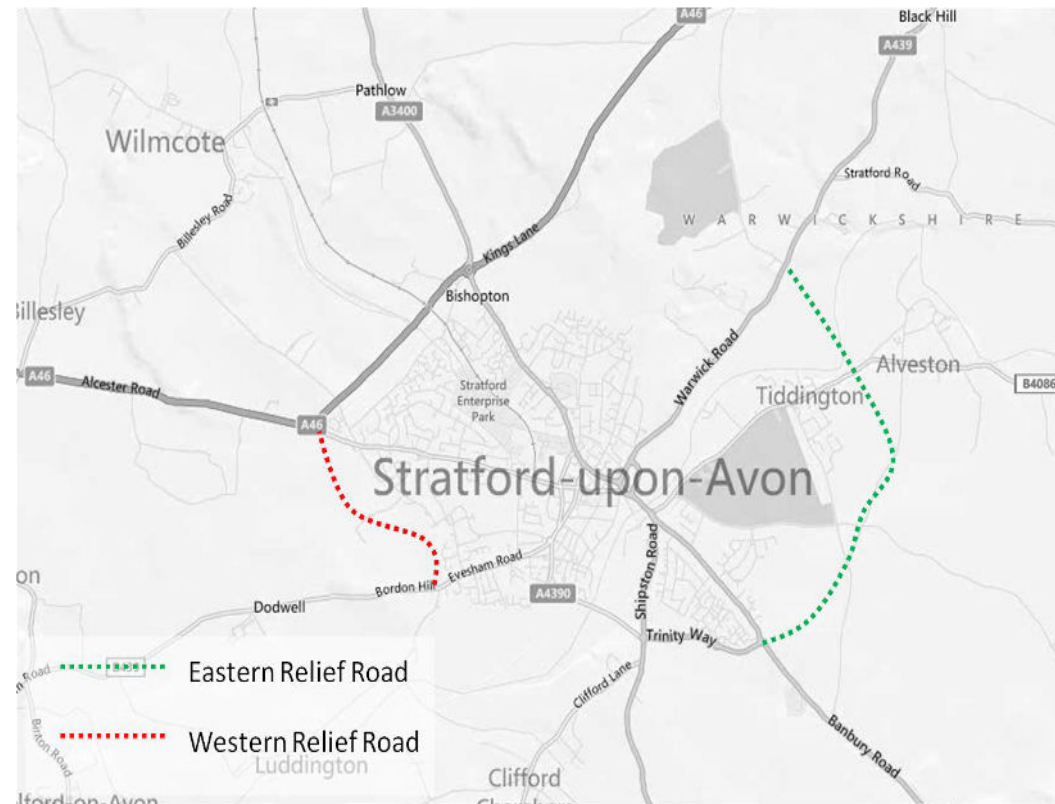 Black Hill
A46
A439
Pathlow
A3400
Wilmcote
Stratford Road
WARWICKSHIRE
Billesley Road
Kings Lane
Bishopton
Billesley
A46
Alcester Road
Warwick Road
Alveston
B4086
Tiddington
Stratford
Enterprise
Park
A46
Stratford-upon-Avon
Evesham Road
Bordon Hill
A4390
Shipston Road
Dodwell
Trinity Way
Eastern Relief Road
Clifford Lane
Banbury Road
Western Relief Road
Luddington
Clifford